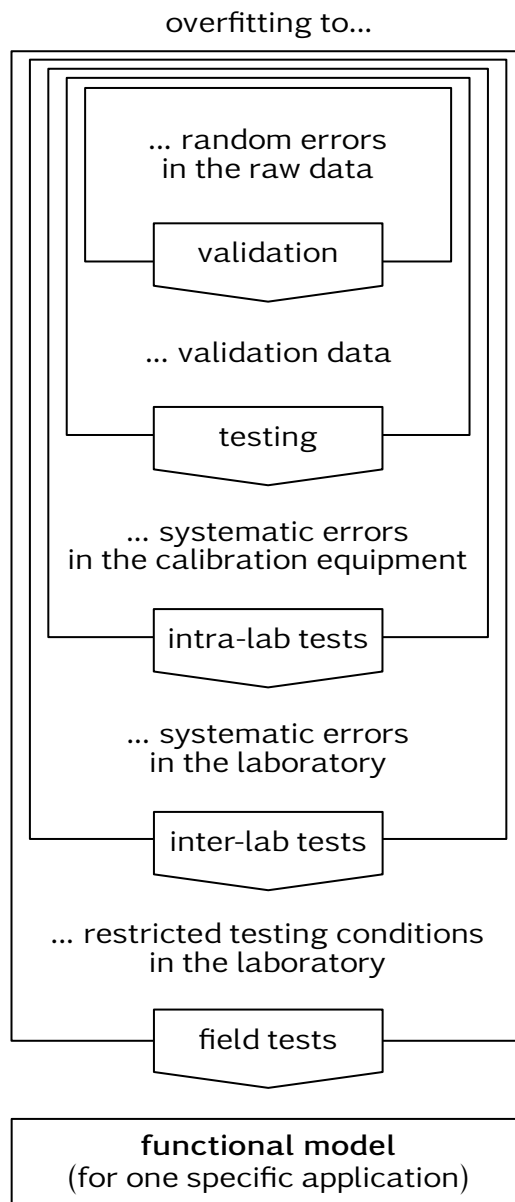 overfitting to...
... random errors
in the raw data
validation
... validation data
testing
... systematic errors
in the calibration equipment
intra-lab tests
... systematic errors
in the laboratory
inter-lab tests
... restricted testing conditions
in the laboratory
field tests
functional model
(for one specific application)